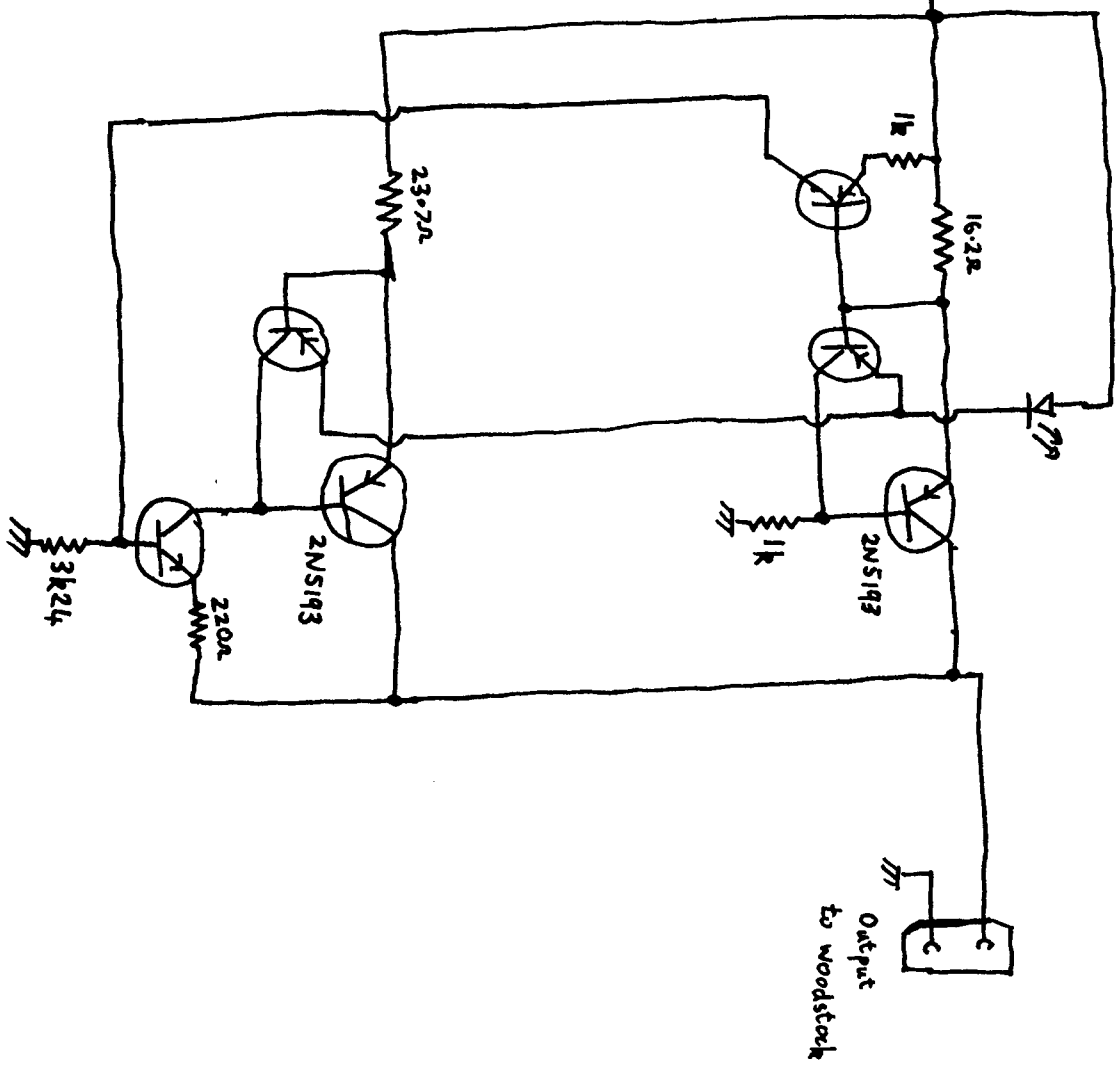 1k
16.2Ω
23.7Ω
1k
2N5193
2N5193
3k24
220Ω
Output
to woodstock